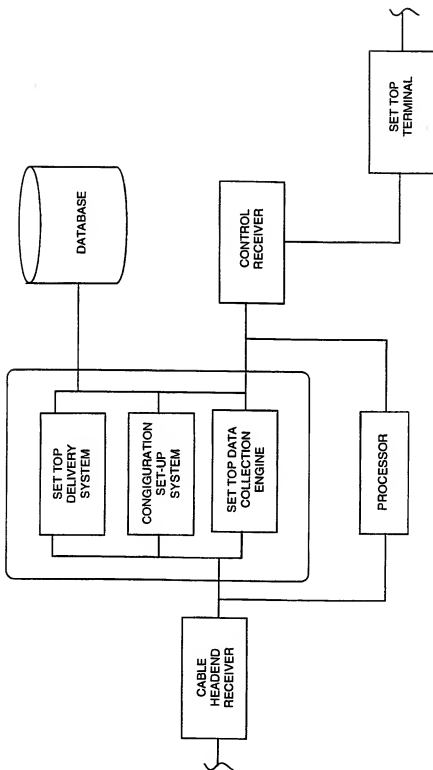 CABLE
HEADEND
RECEIVER
SET TOP
DELIVERY
SYSTEM
CONGIGURATION
SET-UP
SYSTEM
SET TOP DATA
COLLECTION
ENGINE
PROCESSOR
DATABASE
CONTROL
RECEIVER
SET TOP
TERMINAL